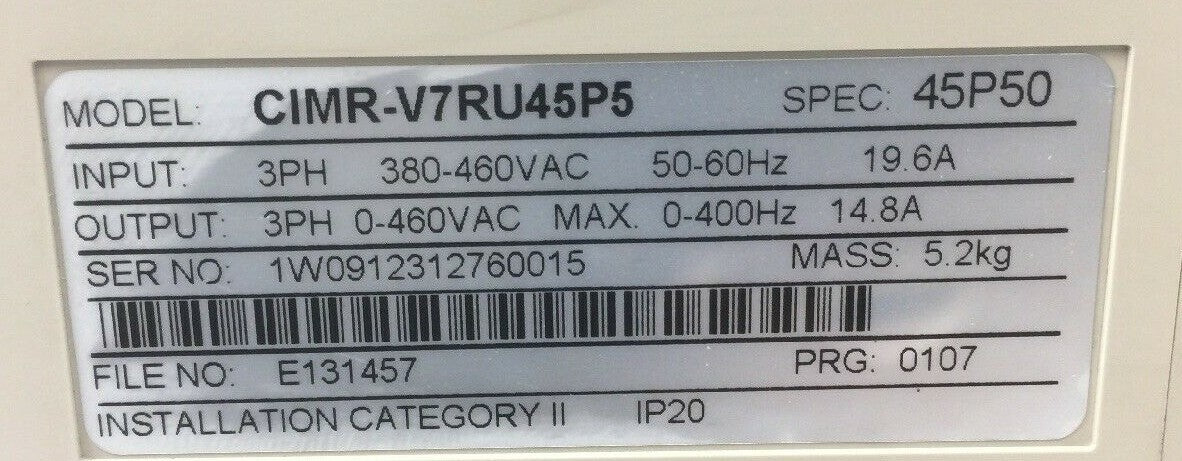 MODEL: CIMR-V7RU45P5 SPEC: 45P50
INPUT: 3PH 380-460VAC 50-60Hz 19.6A
OUTPUT: 3PH 0-460VAC MAX. 0-400Hz 14.8A
SER NO: 1W0912312760015 MASS: 5.2kg
FILE NO: E131457 PRG: 0107
INSTALLATION CATEGORY II IP20